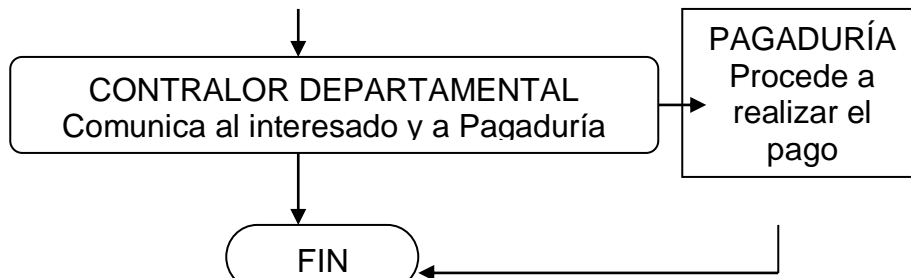 CONTRALOR DEPARTAMENTAL
Comunica al interesado y a Pagaduría
PAGADURÍA
Procede a
realizar el
pago
FIN